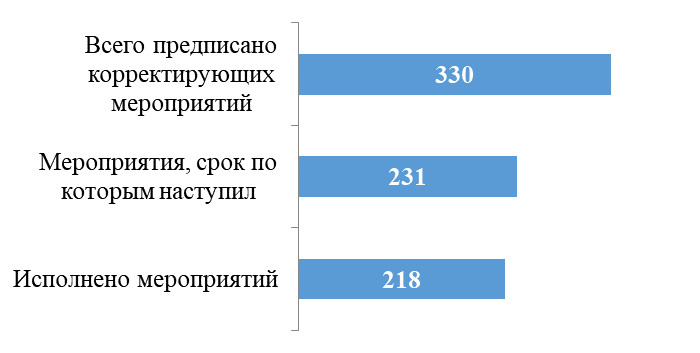 Всего предписано
корректирующих
мероприятий
330
Мероприятия, срок по
которым наступил
231
Исполнено мероприятий
218